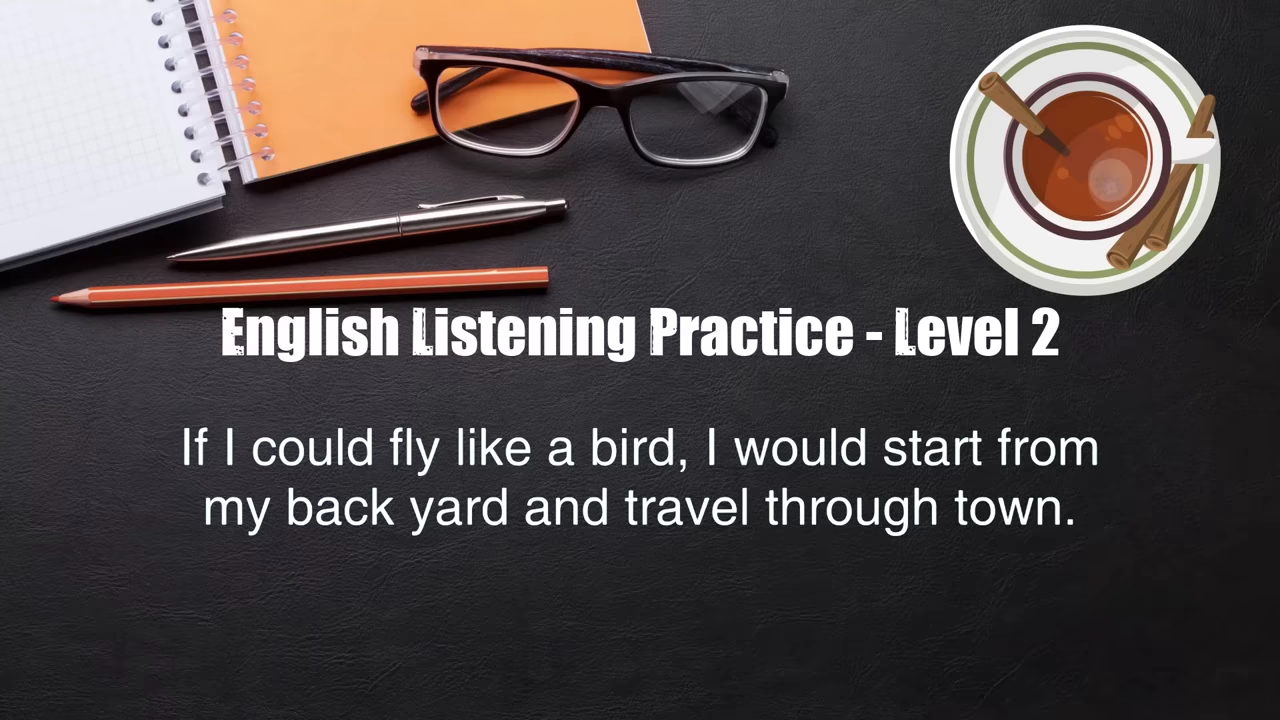 English Listening Practice - Level 2
If I could fly like a bird, I would start from
my back yard and travel through town.